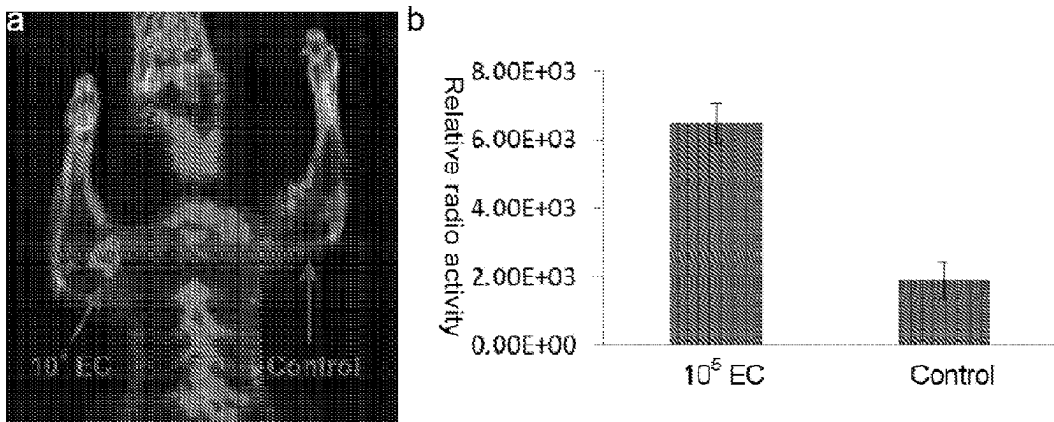 a
EC
Control
b
Relative radio activity
8.00E+03
6.00E+03
4.00E+03
2.00E+03
0.00E+00
10⁵ EC
Control